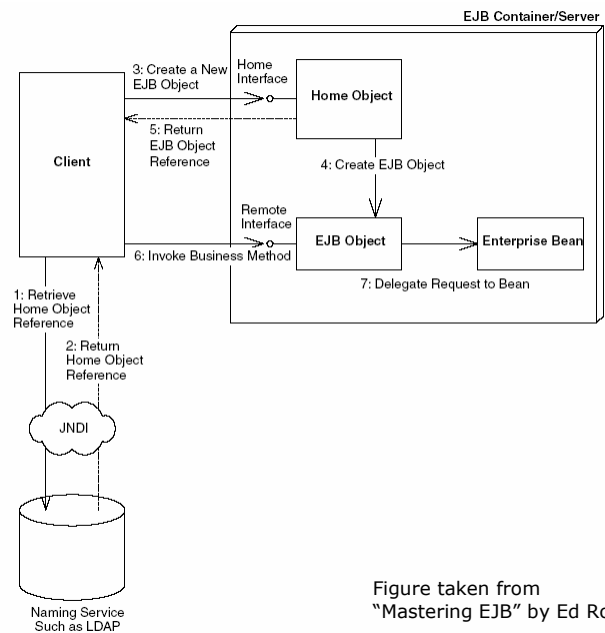 EJB Container/Server
3: Create a New
EJB Object
Home
Interface
Home Object
5: Return
EJB Object
Reference
Client
4: Create EJB Object
Remote
Interface
EJB Object
Enterprise Bean
6: Invoke Business Method
7: Delegate Request to Bean
1: Retrieve
Home Object
Reference
2: Return
Home Object
Reference
JNDI
Naming Service
Such as LDAP
Figure taken from
“Mastering EJB” by Ed